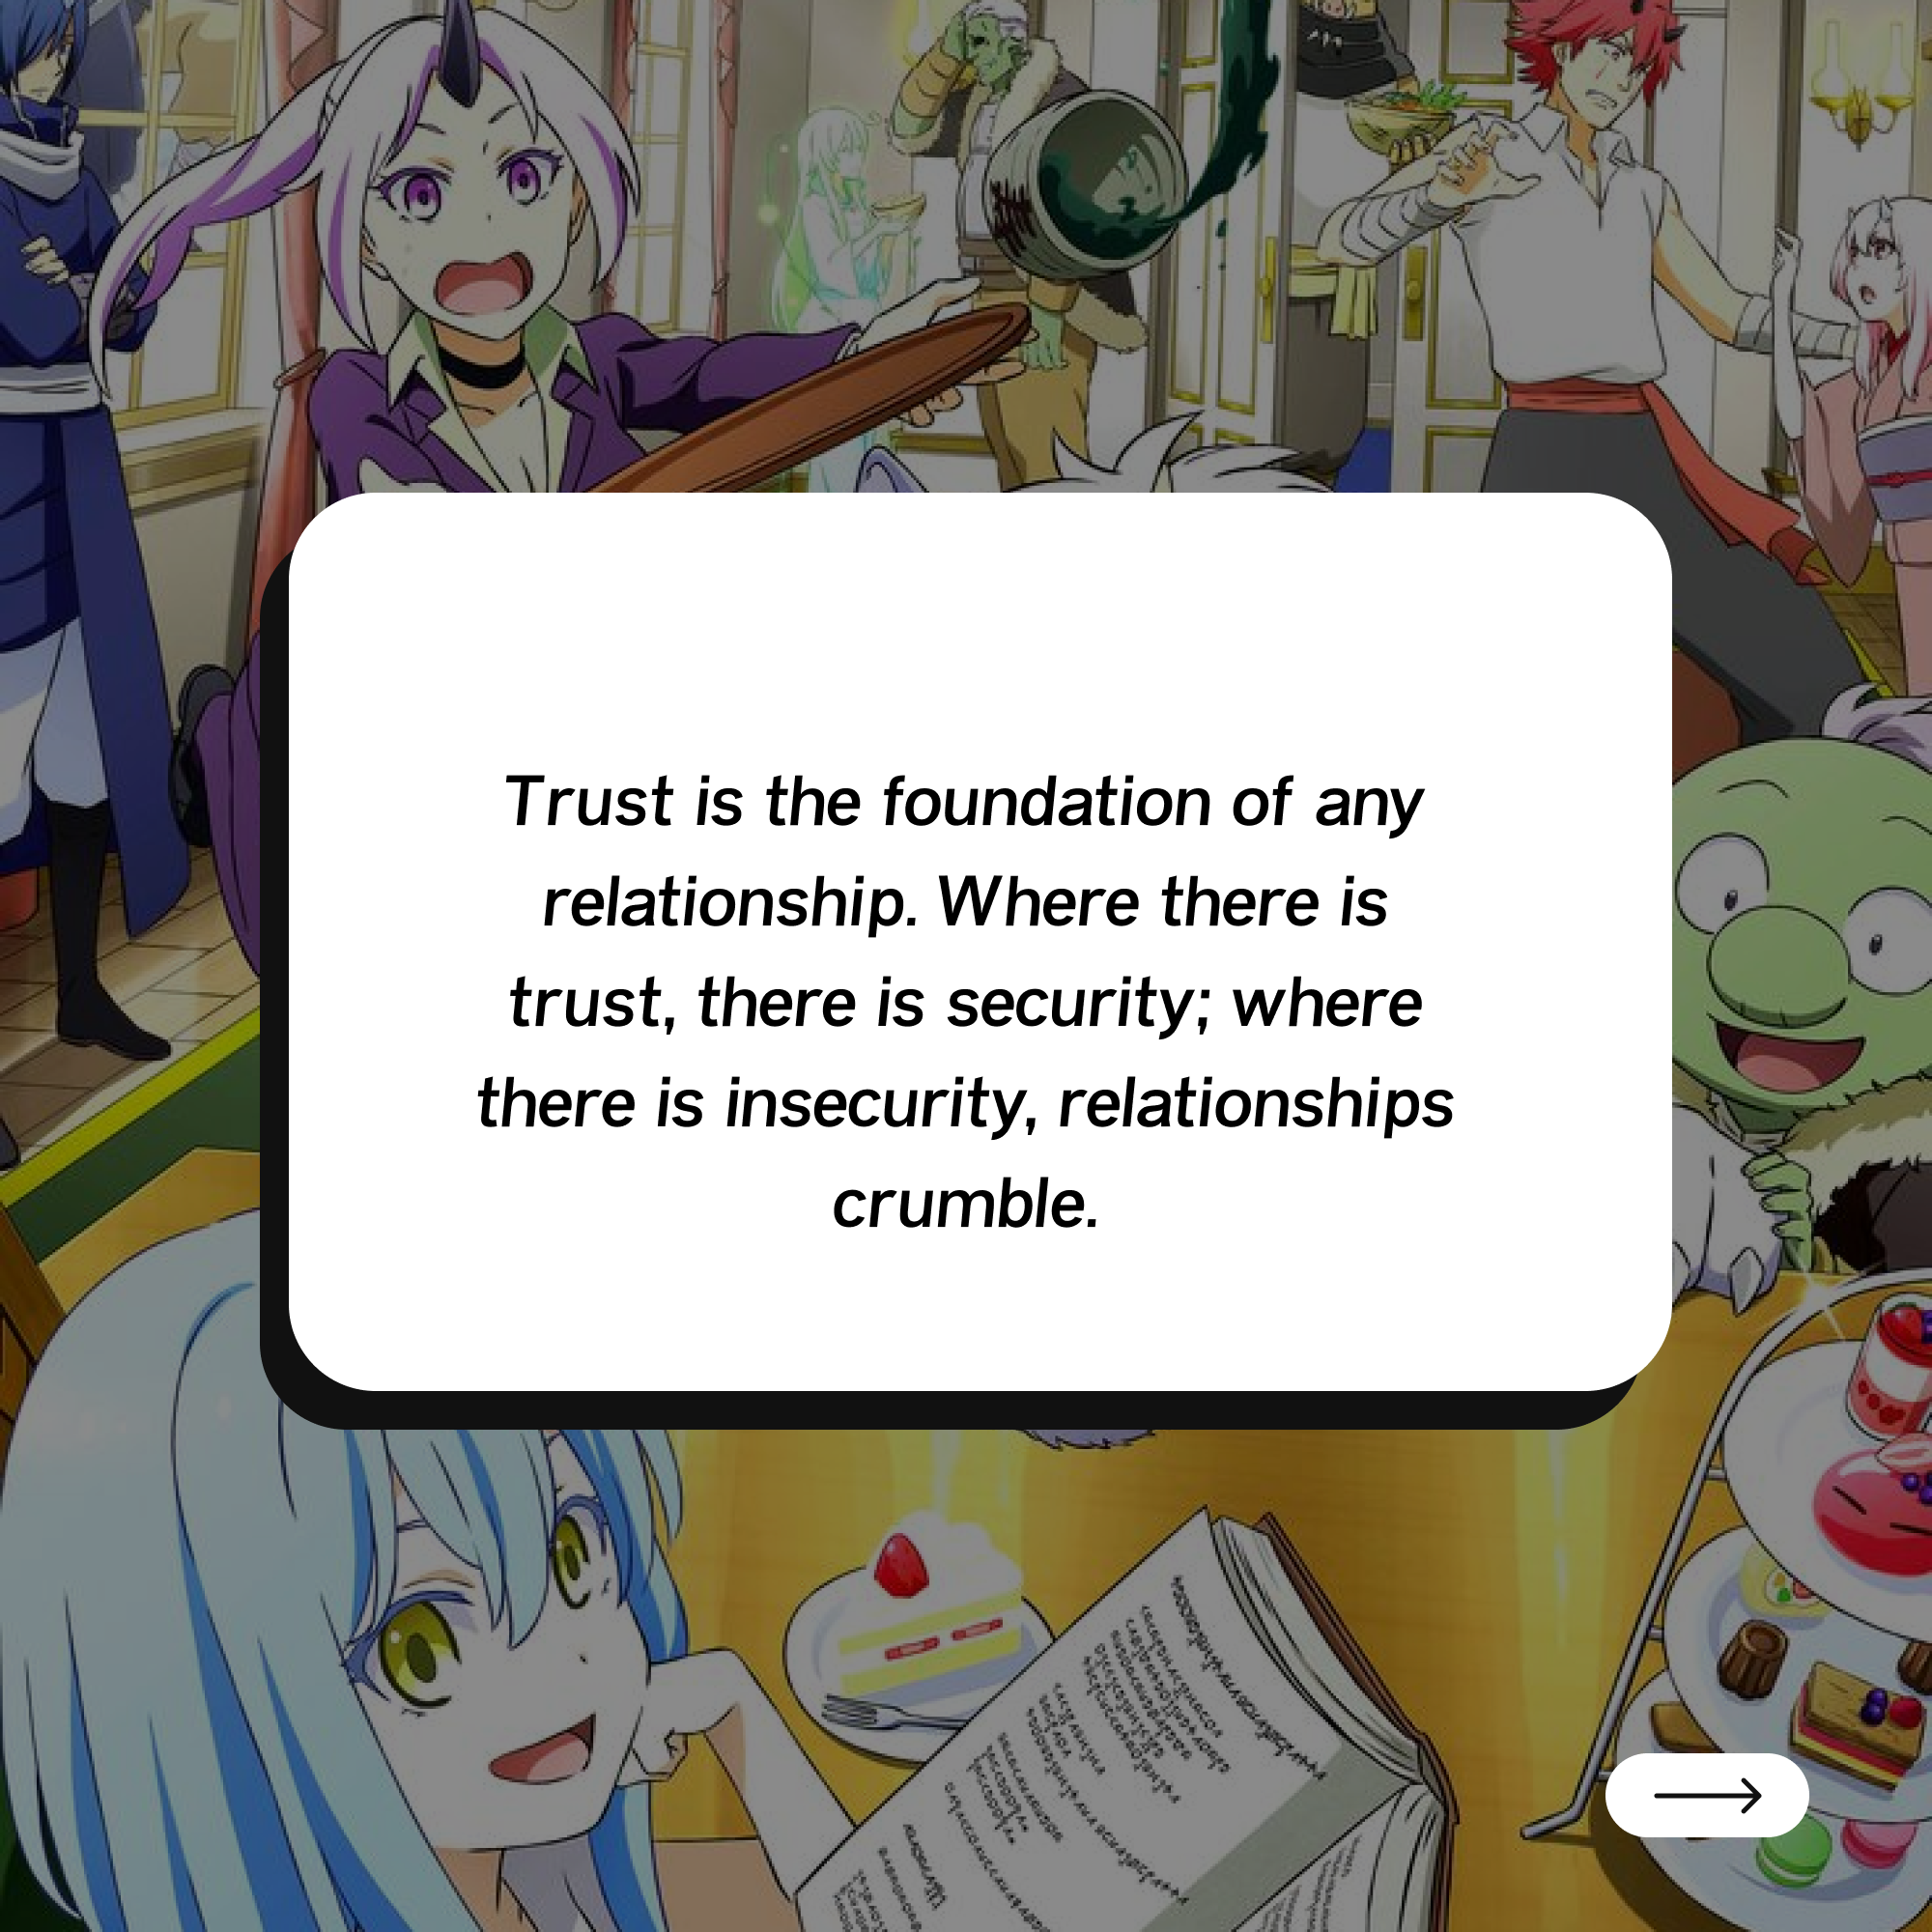 Trust is the foundation of any
relationship. Where there is
trust, there is security; where
there is insecurity, relationships
crumble.